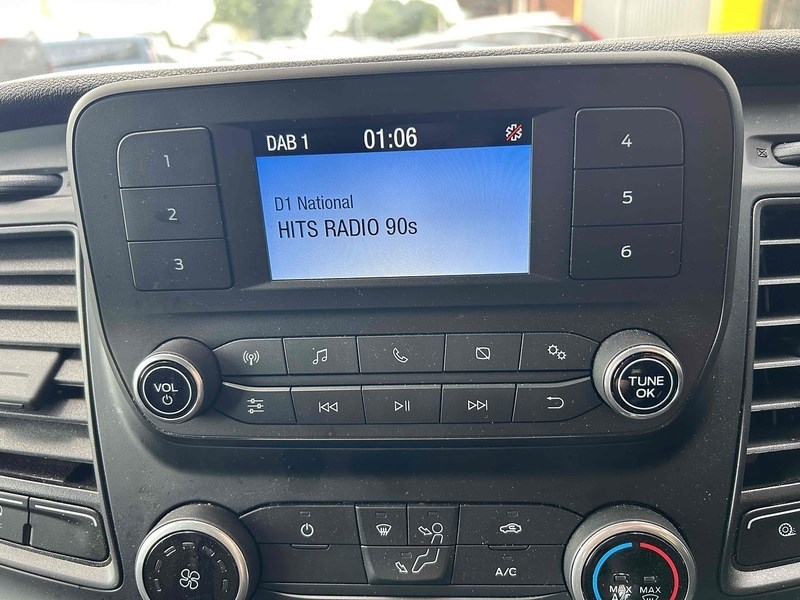 DAB 1 01:06
D1 National
HITS RADIO 90s
1
2
3
4
5
6
VOL
TUNE
OK
A/C
MAX
A/C
MAX